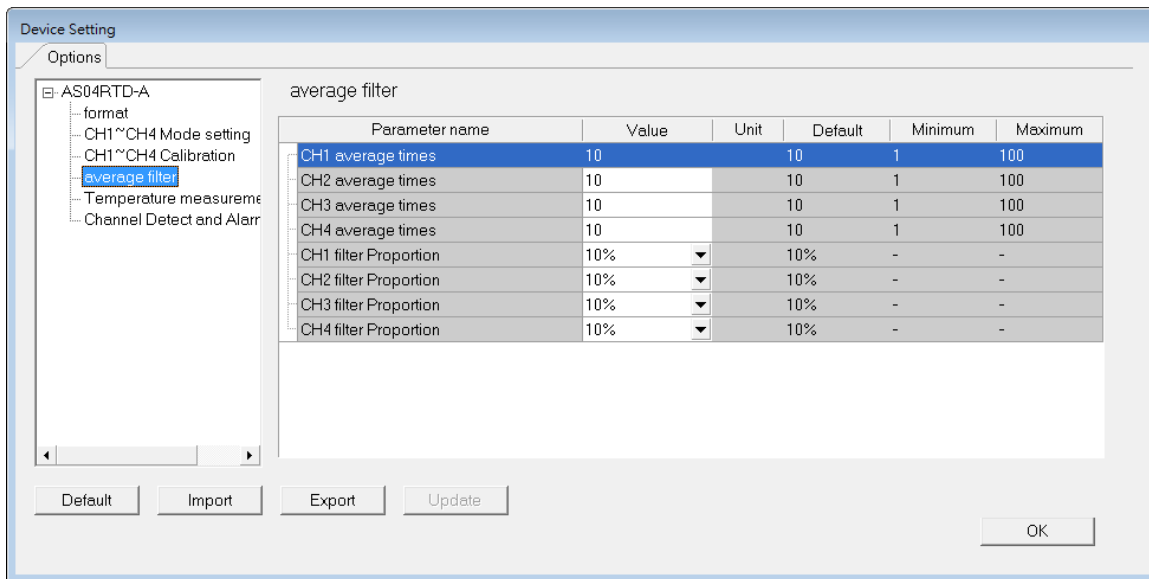 Device Setting
Options
AS04RTD-A
format
CH1~CH4 Mode setting
CH1~CH4 Calibration
average filter
Temperature measureme
Channel Detect and Alarr
average filter
Parameter name Value Unit Default Minimum Maximum
CH1 average times 10 10 1 100
CH2 average times 10 10 1 100
CH3 average times 10 10 1 100
CH4 average times 10 10 1 100
CH1 filter Proportion 10% 10% - -
CH2 filter Proportion 10% 10% - -
CH3 filter Proportion 10% 10% - -
CH4 filter Proportion 10% 10% - -
Default Import Export Update
OK